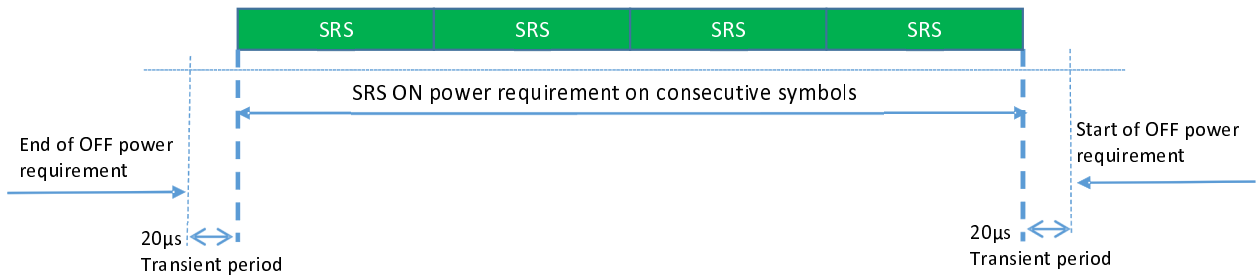 SRS SRS SRS SRS
SRS ON power requirement on consecutive symbols
End of OFF power
requirement
Start of OFF power
requirement
20µs
Transient period
20µs
Transient period